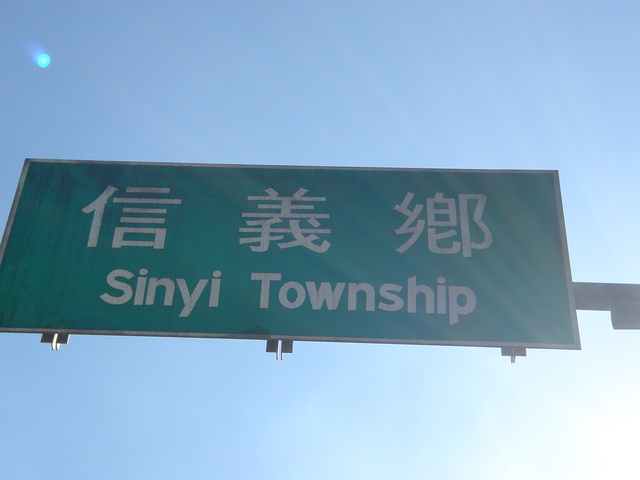 信義鄉
Sinyi Township